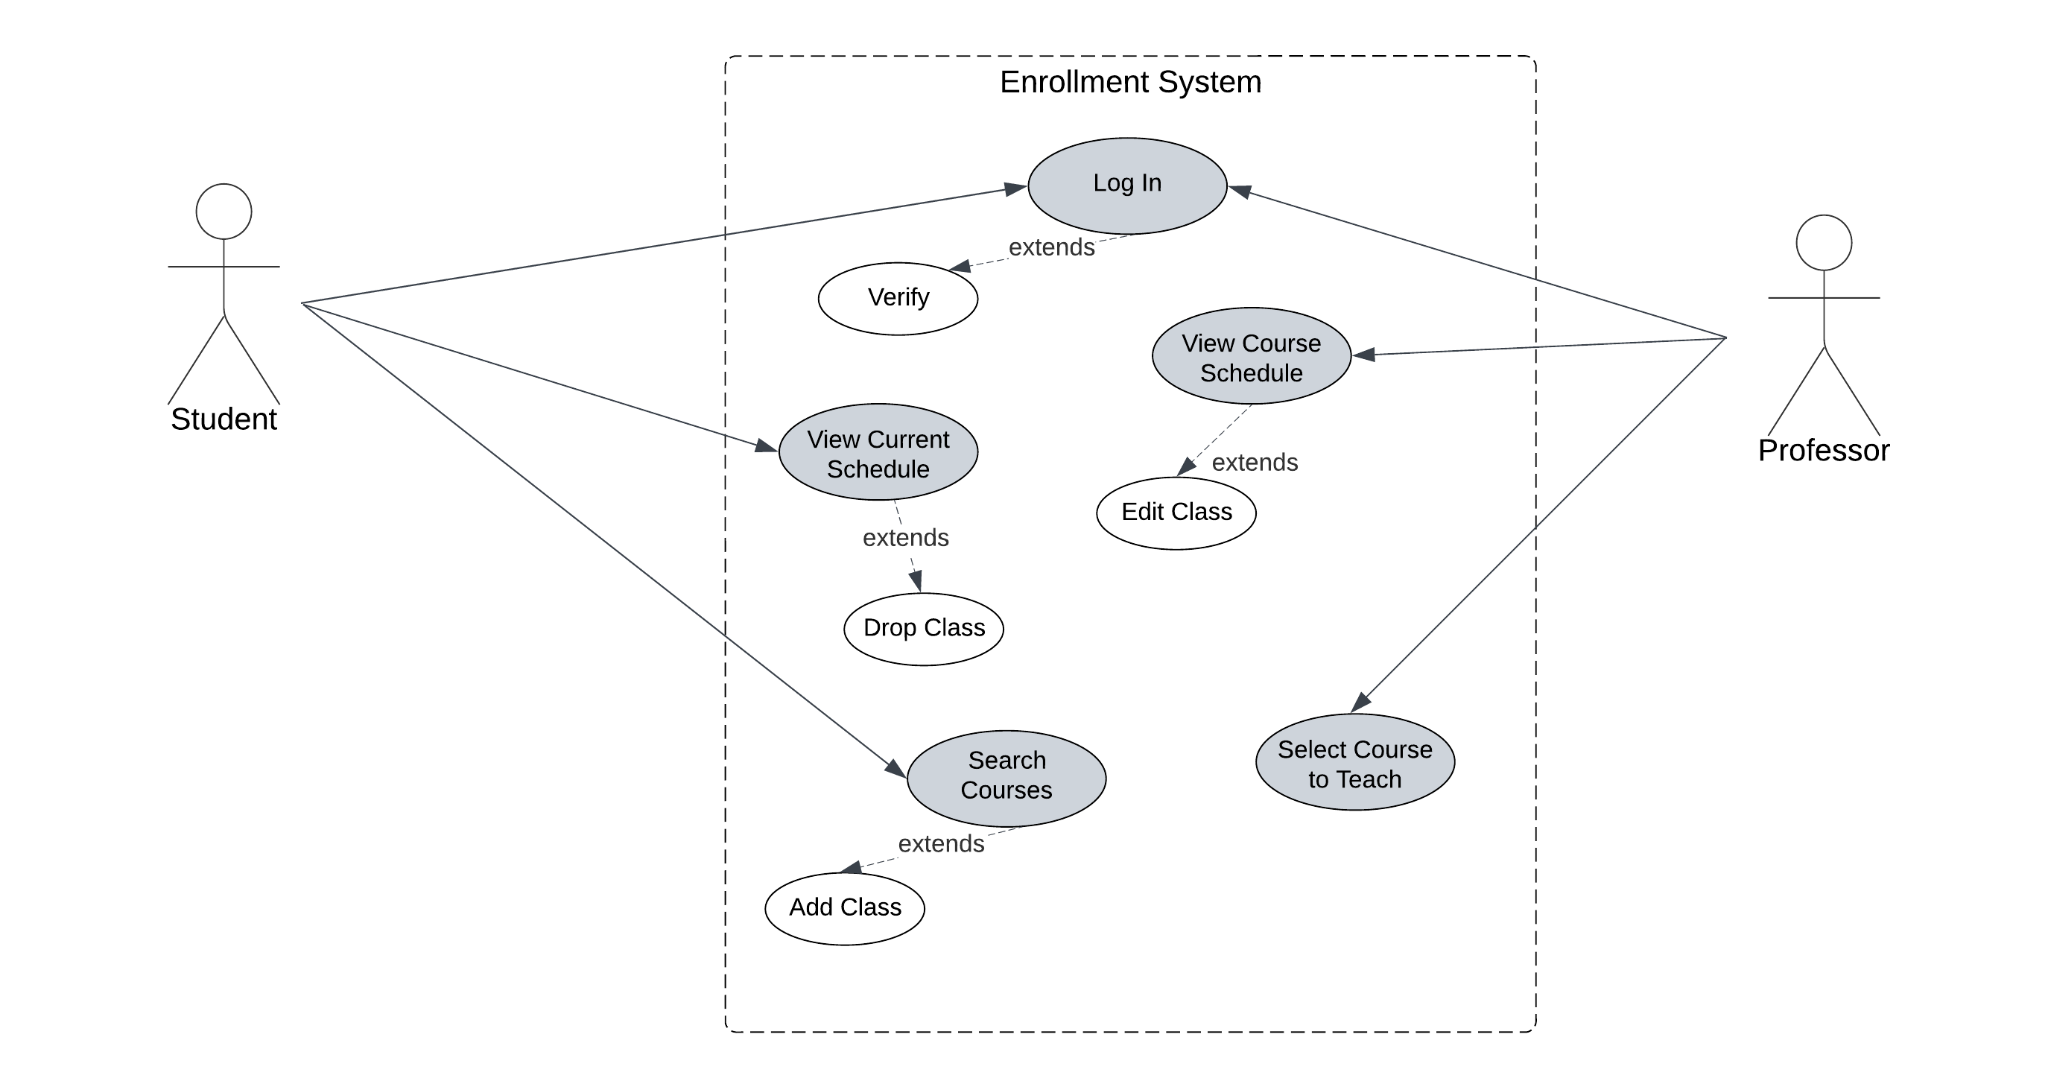 Enrollment System
Log In
extends
Verify
View Course
Schedule
Student
View Current
Schedule
Professor
extends
Edit Class
extends
Drop Class
Search
Courses
Select Course
to Teach
extends
Add Class